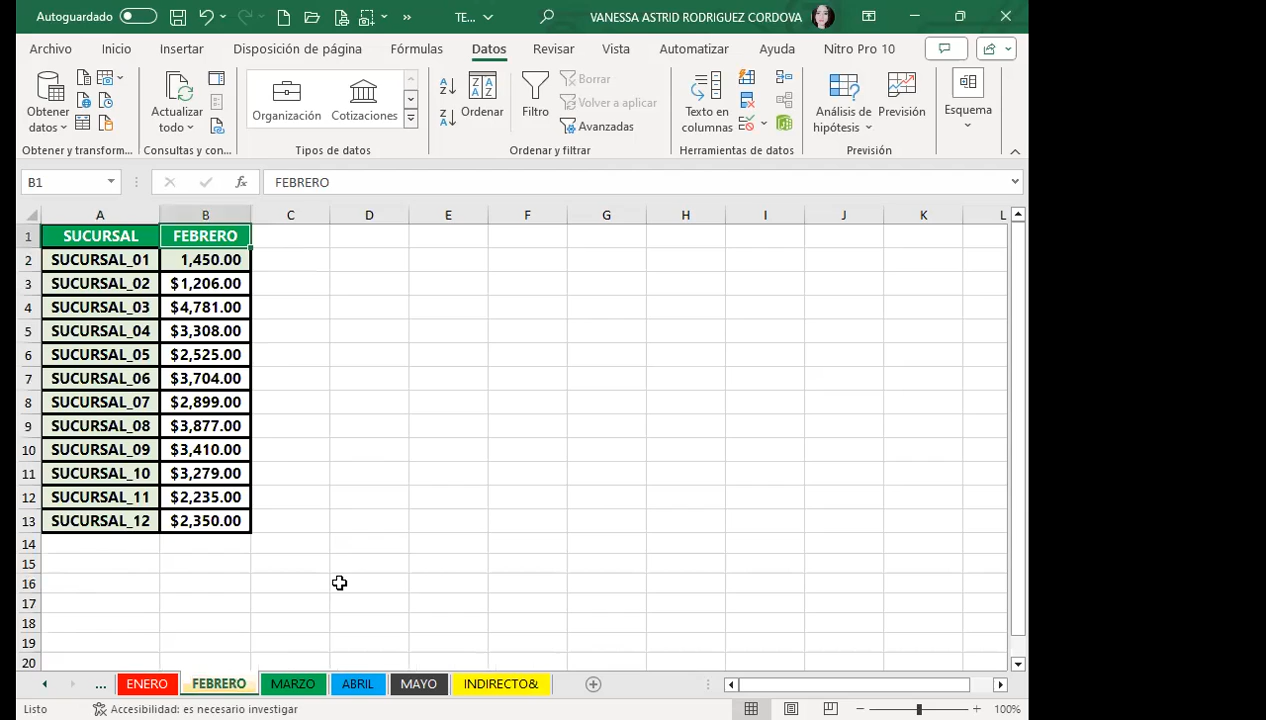 Autoguardado
TE...
VANESSA ASTRID RODRIGUEZ CORDOVA
Archivo Inicio Insertar Disposición de página Fórmulas Datos Revisar Vista Automatizar Ayuda Nitro Pro 10
Obtener datos
Actualizar todo
Organización
Cotizaciones
Ordenar
Filtro
Borrar
Volver a aplicar
Avanzadas
Texto en columnas
Análisis de hipótesis
Previsión
Esquema
Obtener y transform...
Consultas y con...
Tipos de datos
Ordenar y filtrar
Herramientas de datos
Previsión
B1
fx
FEBRERO
A B C D E F G H I J K L
1 SUCURSAL FEBRERO
2 SUCURSAL_01 1,450.00
3 SUCURSAL_02 $1,206.00
4 SUCURSAL_03 $4,781.00
5 SUCURSAL_04 $3,308.00
6 SUCURSAL_05 $2,525.00
7 SUCURSAL_06 $3,704.00
8 SUCURSAL_07 $2,899.00
9 SUCURSAL_08 $3,877.00
10 SUCURSAL_09 $3,410.00
11 SUCURSAL_10 $3,279.00
12 SUCURSAL_11 $2,235.00
13 SUCURSAL_12 $2,350.00
14
15
16
17
18
19
20
... ENERO FEBRERO MARZO ABRIL MAYO INDIRECTO&
Listo
Accesibilidad: es necesario investigar
100%